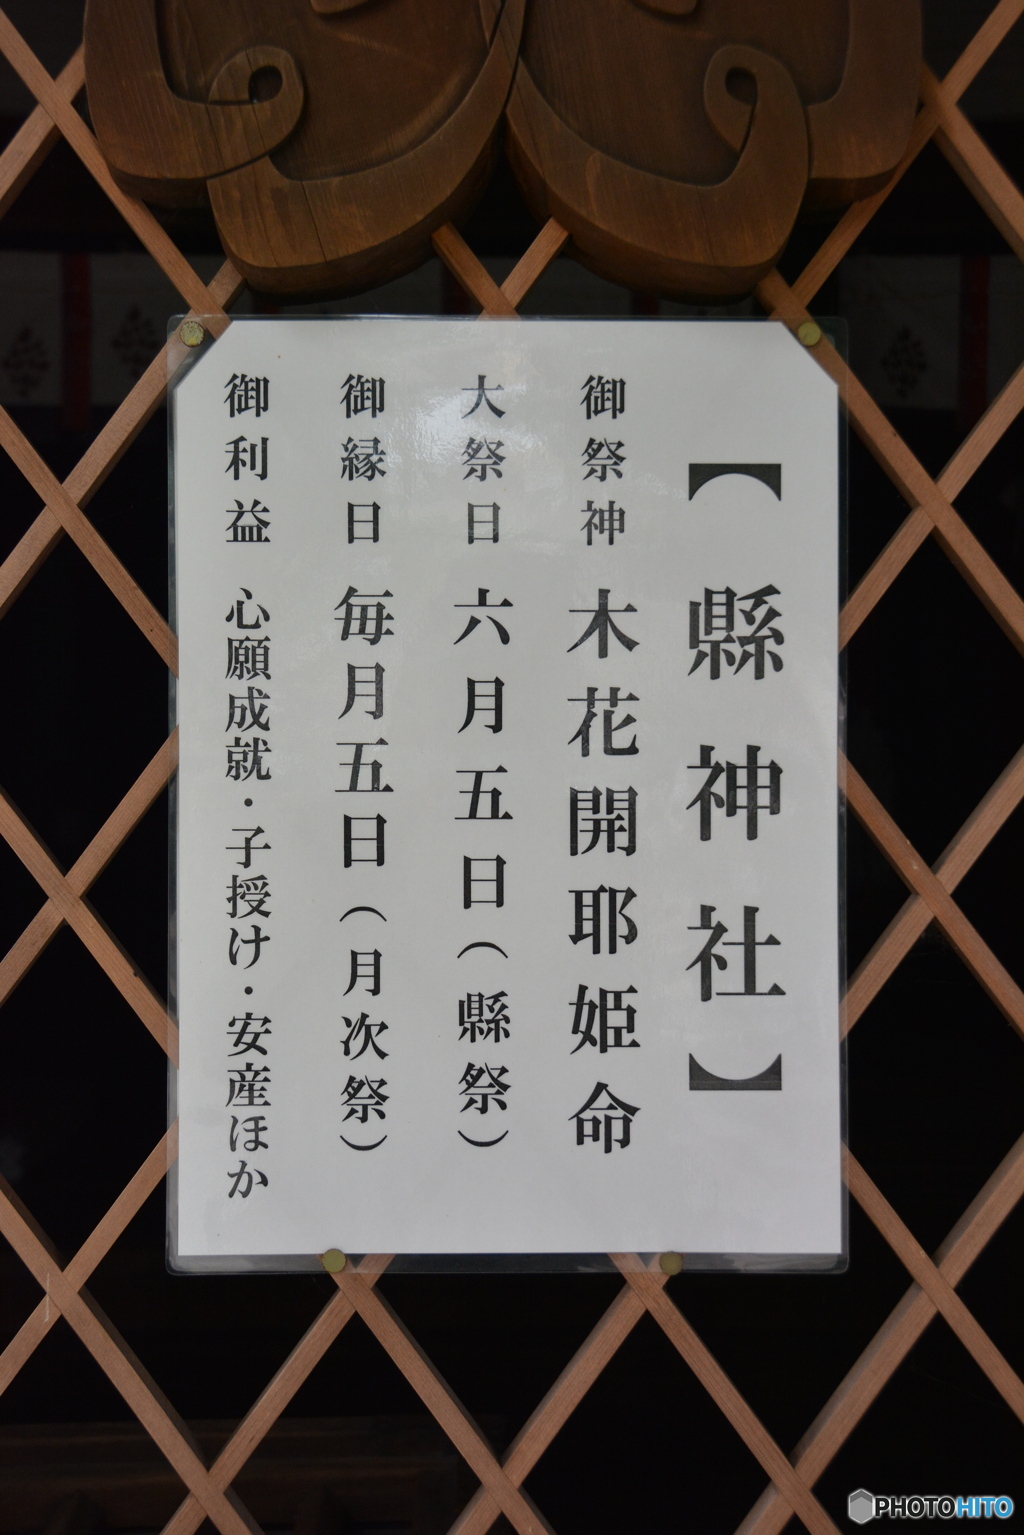 【縣神社】
御祭神 木花開耶姫命
大祭日 六月五日（縣祭）
御縁日 毎月五日（月次祭）
御利益 心願成就・子授け・安産ほか
PHOTOHITO